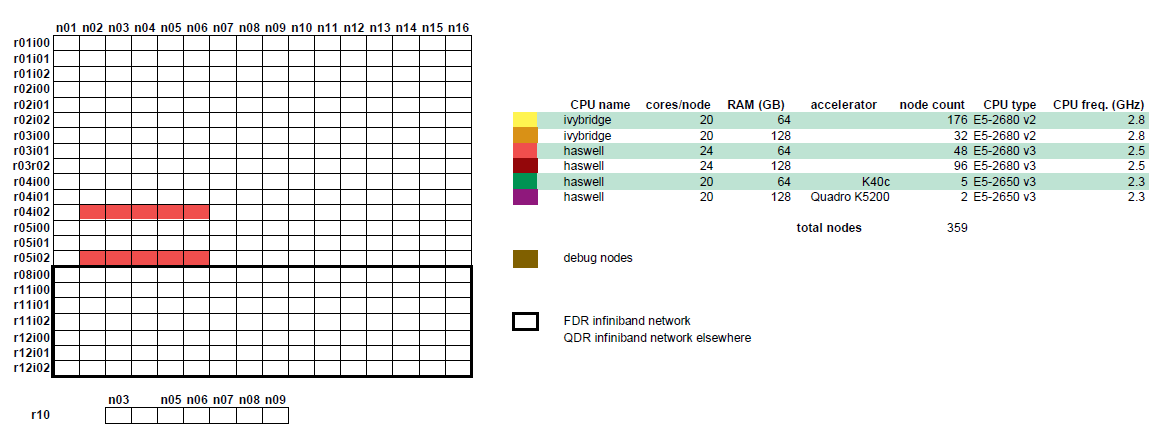 n01 n02 n03 n04 n05 n06 n07 n08 n09 n10 n11 n12 n13 n14 n15 n16
r01i00
r01i01
r01i02
r02i00
r02i01
r02i02
r03i00
r03i01
r03r02
r04i00
r04i01
r04i02
r05i00
r05i01
r05i02
r08i00
r11i00
r11i01
r11i02
r12i00
r12i01
r12i02
n03 n05 n06 n07 n08 n09
r10
CPU name cores/node RAM (GB) accelerator node count CPU type CPU freq. (GHz)
ivybridge 20 64 176 E5-2680 v2 2.8
ivybridge 20 128 32 E5-2680 v2 2.8
haswell 24 64 48 E5-2680 v3 2.5
haswell 24 128 96 E5-2680 v3 2.5
haswell 20 64 K40c 5 E5-2650 v3 2.3
haswell 20 128 Quadro K5200 2 E5-2650 v3 2.3
total nodes 359
debug nodes
FDR infiniband network
QDR infiniband network elsewhere